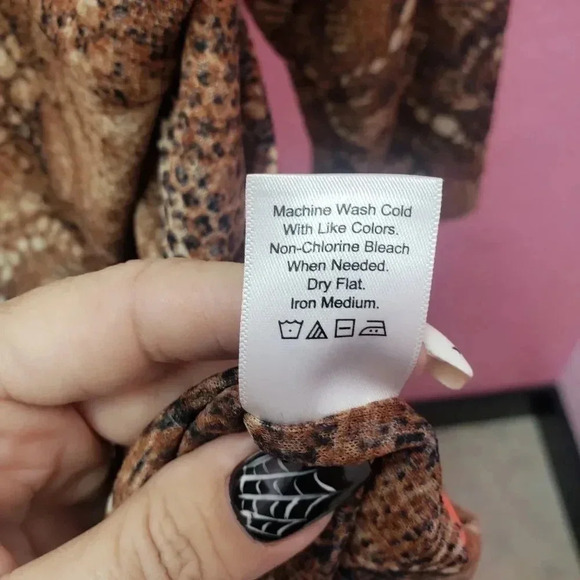 Machine Wash Cold
With Like Colors.
Non-Chlorine Bleach
When Needed.
Dry Flat.
Iron Medium.